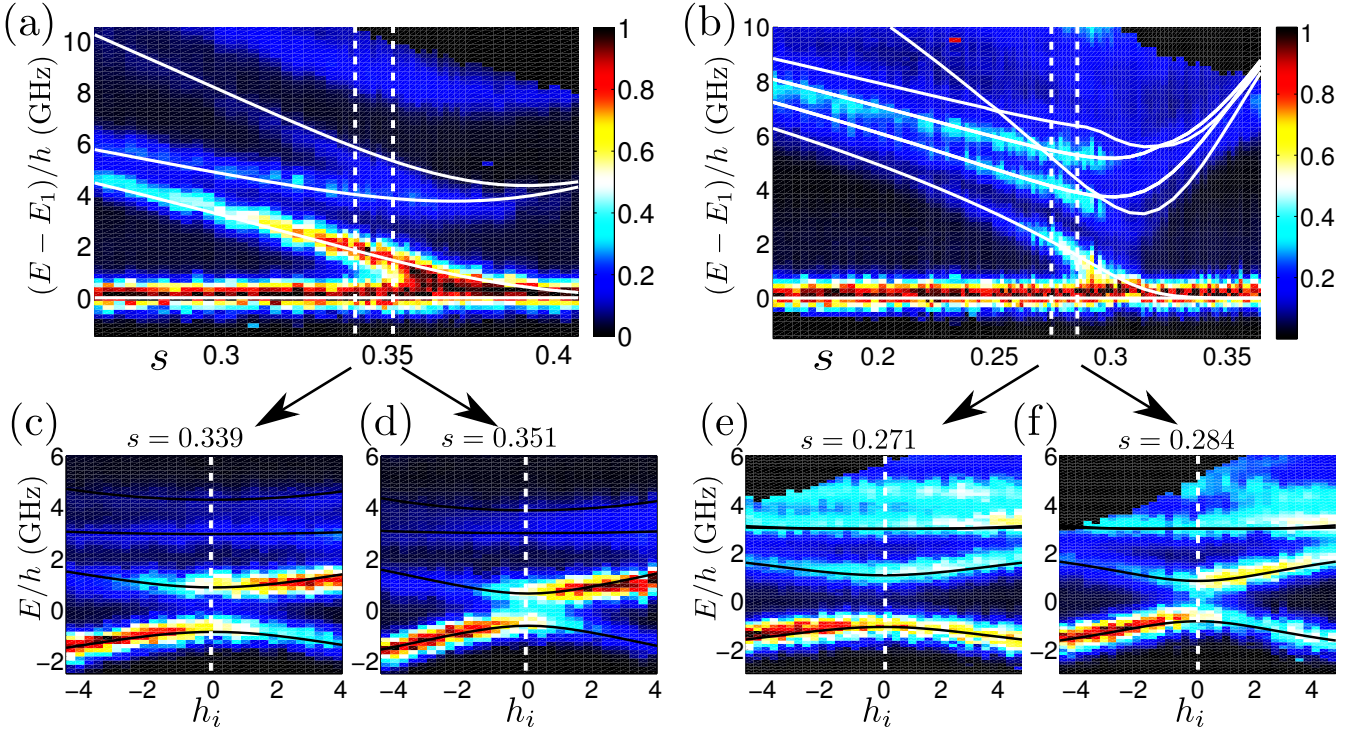 (a)
(E − E₁)/h (GHz)
10
8
6
4
2
0
s
0.3
0.35
0.4
1
0.8
0.6
0.4
0.2
0
(b)
(E − E₁)/h (GHz)
10
8
6
4
2
0
s
0.2
0.25
0.3
0.35
1
0.8
0.6
0.4
0.2
(c)
s = 0.339
E/h (GHz)
6
4
2
0
−2
−4 −2 0 2 4
hᵢ
(d)
s = 0.351
6
4
2
0
−2
−4 −2 0 2 4
hᵢ
(e)
s = 0.271
E/h (GHz)
6
4
2
0
−2
−4 −2 0 2 4
hᵢ
(f)
s = 0.284
6
4
2
0
−2
−4 −2 0 2 4
hᵢ